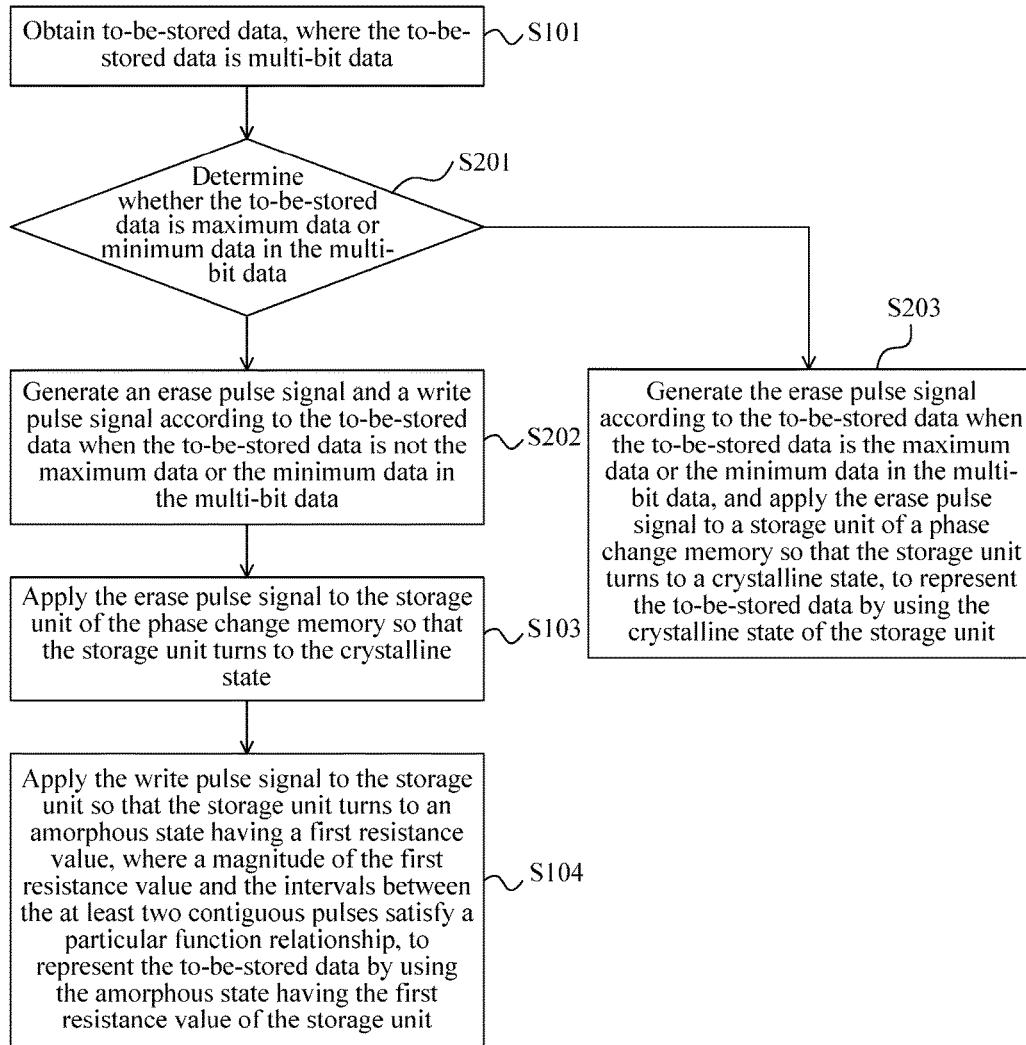 Obtain to-be-stored data, where the to-be-
stored data is multi-bit data
S101
Determine
whether the to-be-stored
data is maximum data or
minimum data in the multi-
bit data
S201
Generate an erase pulse signal and a write
pulse signal according to the to-be-stored
data when the to-be-stored data is not the
maximum data or the minimum data in
the multi-bit data
S202
S203
Generate the erase pulse signal
according to the to-be-stored data when
the to-be-stored data is the maximum
data or the minimum data in the multi-
bit data, and apply the erase pulse
signal to a storage unit of a phase
change memory so that the storage unit
turns to a crystalline state, to represent
the to-be-stored data by using the
crystalline state of the storage unit
Apply the erase pulse signal to the storage
unit of the phase change memory so that
the storage unit turns to the crystalline
state
S103
Apply the write pulse signal to the storage
unit so that the storage unit turns to an
amorphous state having a first resistance
value, where a magnitude of the first
resistance value and the intervals between
the at least two contiguous pulses satisfy a
particular function relationship, to
represent the to-be-stored data by using
the amorphous state having the first
resistance value of the storage unit
S104